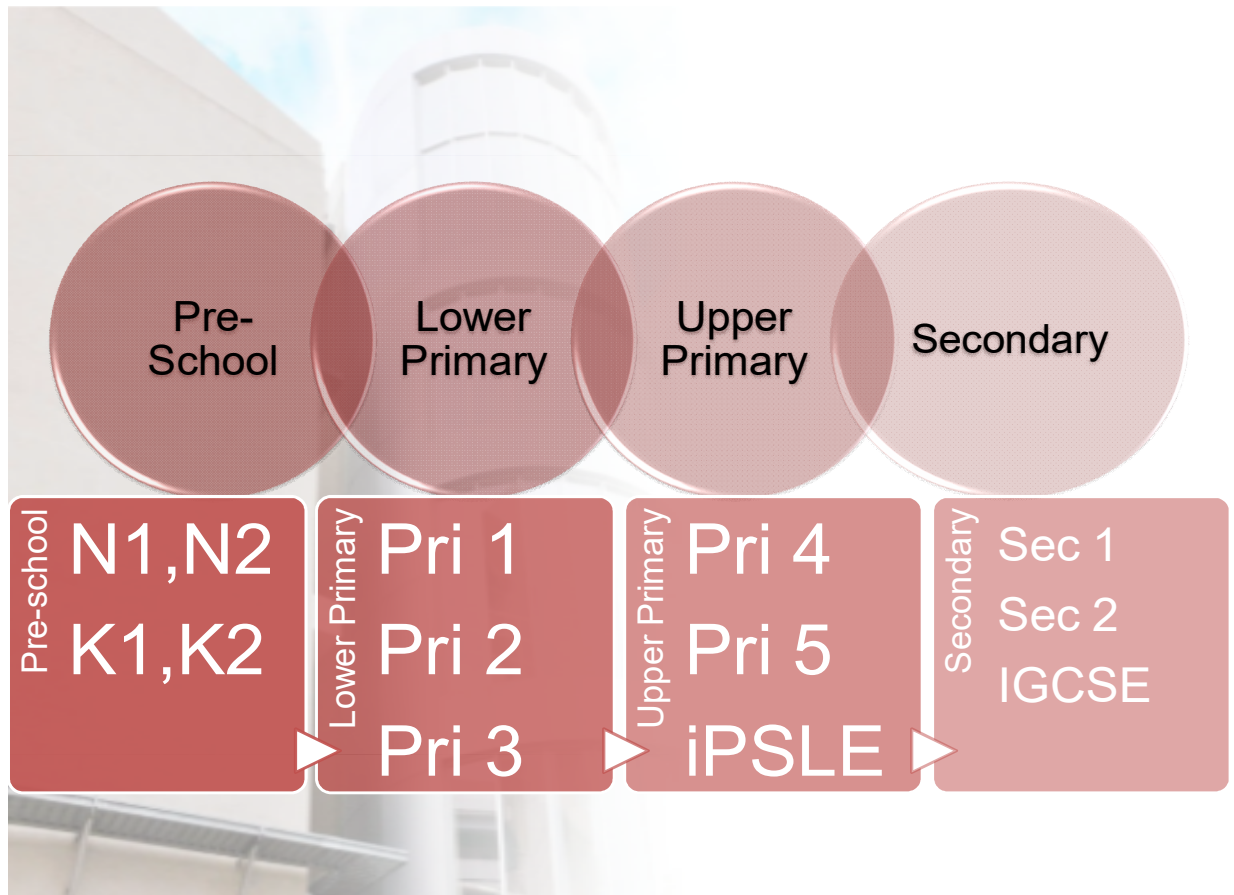 Pre-
School
Lower
Primary
Upper
Primary
Secondary
Pre-school
N1,N2
K1,K2
Lower Primary
Pri 1
Pri 2
Pri 3
Upper Primary
Pri 4
Pri 5
iPSLE
Secondary
Sec 1
Sec 2
IGCSE